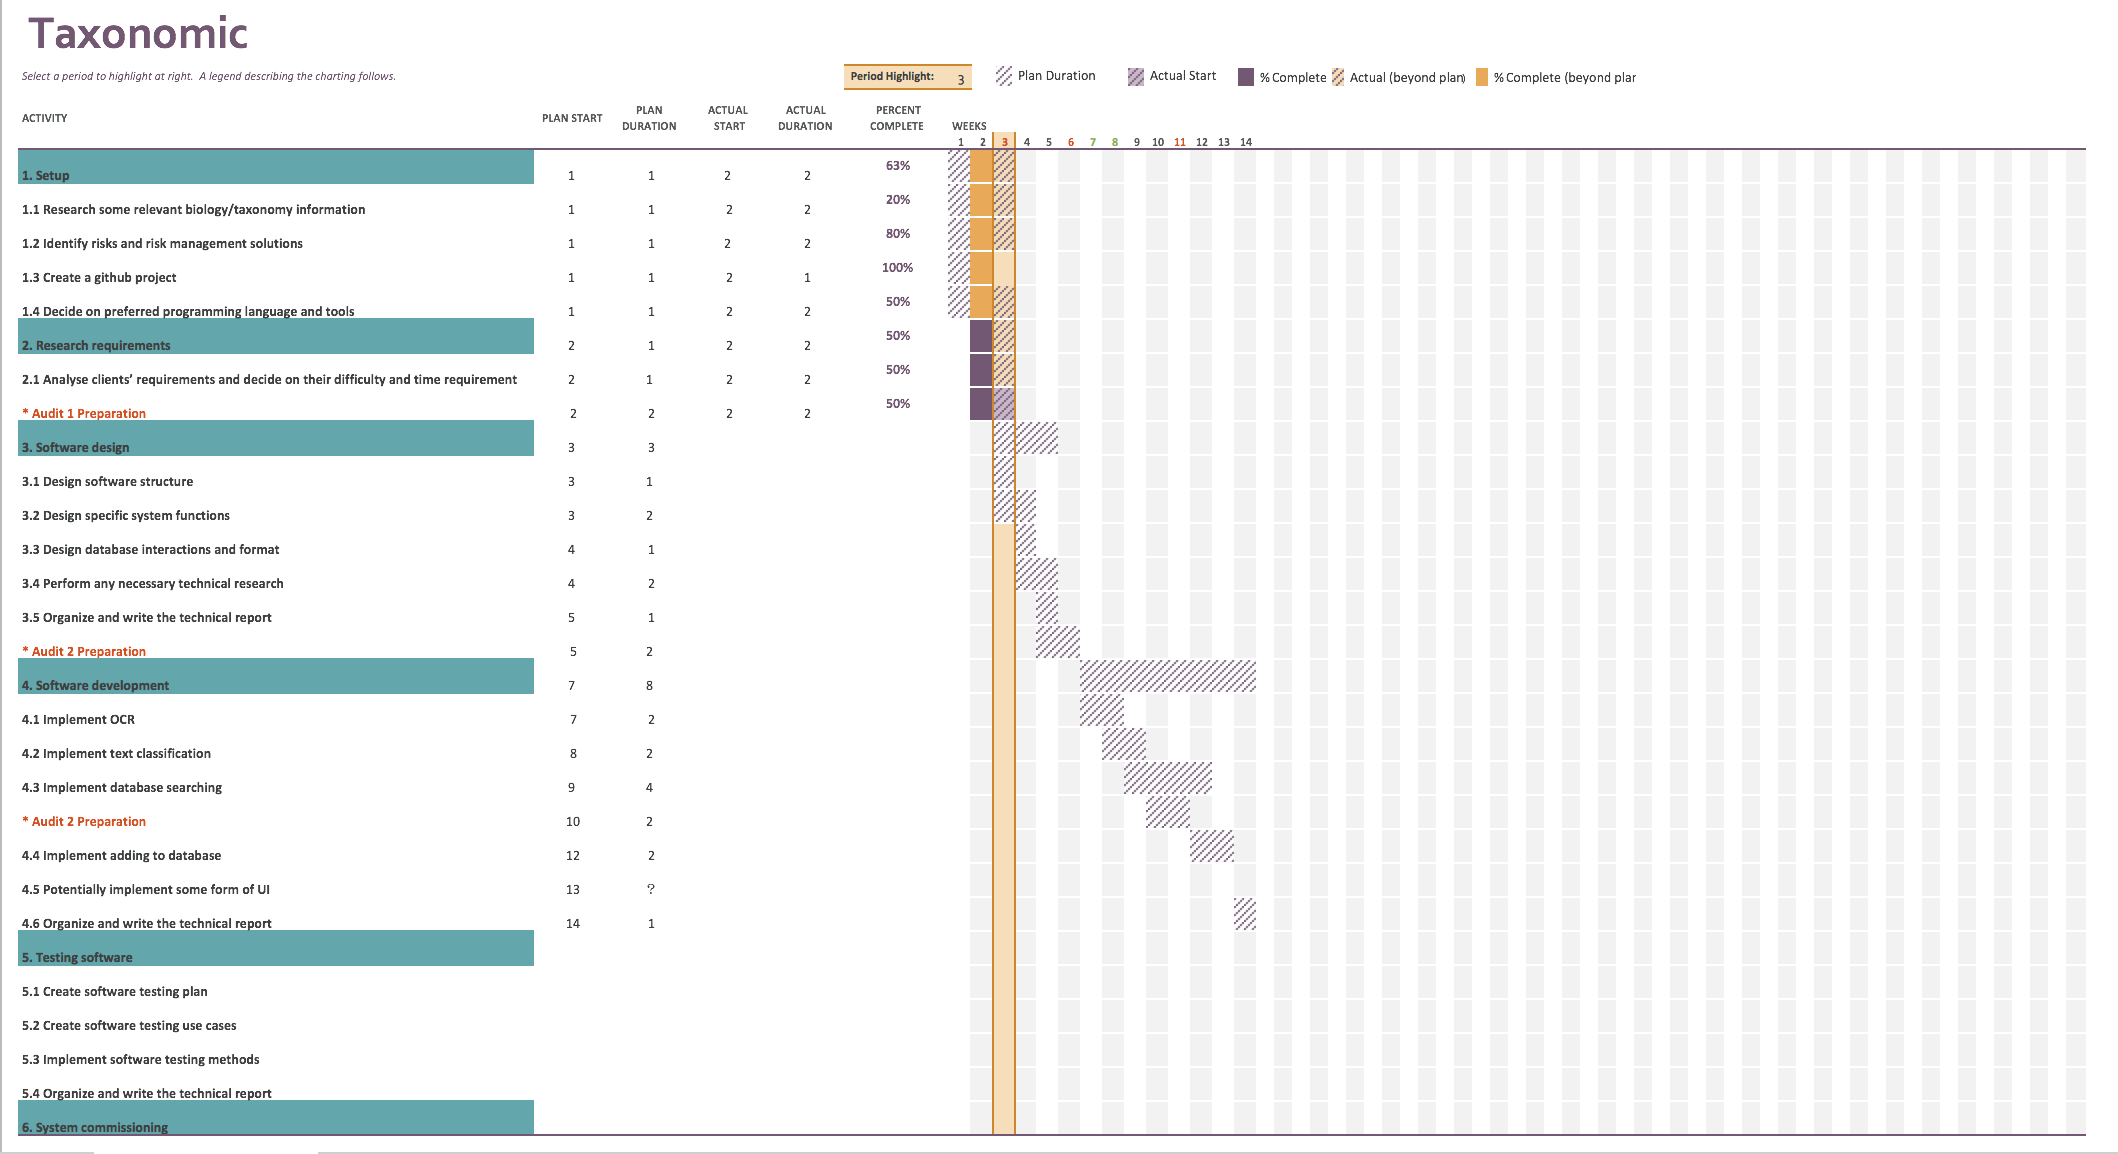 Taxonomic
Select a period to highlight at right.  A legend describing the charting follows.
Period Highlight: 3
Plan Duration
Actual Start
% Complete
Actual (beyond plan)
% Complete (beyond plar
ACTIVITY PLAN START PLAN DURATION ACTUAL START ACTUAL DURATION PERCENT COMPLETE WEEKS
1 2 3 4 5 6 7 8 9 10 11 12 13 14
1. Setup 1 1 2 2 63%
1.1 Research some relevant biology/taxonomy information 1 1 2 2 20%
1.2 Identify risks and risk management solutions 1 1 2 2 80%
1.3 Create a github project 1 1 2 1 100%
1.4 Decide on preferred programming language and tools 1 1 2 2 50%
2. Research requirements 2 1 2 2 50%
2.1 Analyse clients’ requirements and decide on their difficulty and time requirement 2 1 2 2 50%
* Audit 1 Preparation 2 2 2 2 50%
3. Software design 3 3
3.1 Design software structure 3 1
3.2 Design specific system functions 3 2
3.3 Design database interactions and format 4 1
3.4 Perform any necessary technical research 4 2
3.5 Organize and write the technical report 5 1
* Audit 2 Preparation 5 2
4. Software development 7 8
4.1 Implement OCR 7 2
4.2 Implement text classification 8 2
4.3 Implement database searching 9 4
* Audit 2 Preparation 10 2
4.4 Implement adding to database 12 2
4.5 Potentially implement some form of UI 13 ?
4.6 Organize and write the technical report 14 1
5. Testing software
5.1 Create software testing plan
5.2 Create software testing use cases
5.3 Implement software testing methods
5.4 Organize and write the technical report
6. System commissioning